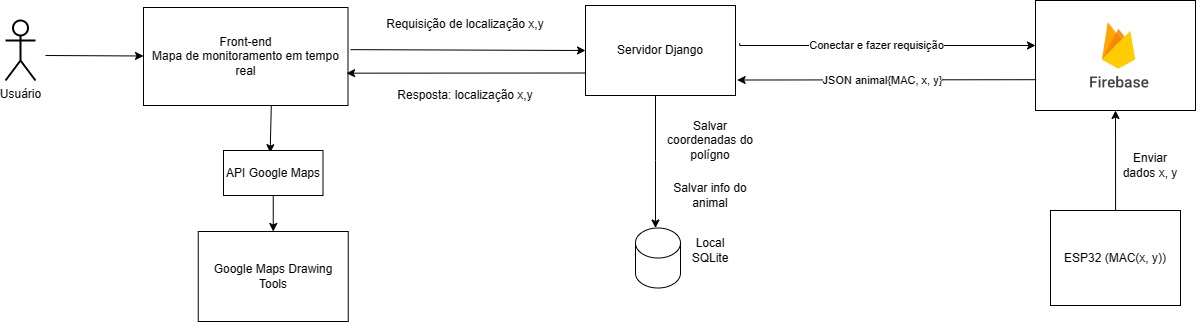 Usuário
Front-end
Mapa de monitoramento em tempo
real
Requisição de localização x,y
Resposta: localização x,y
Servidor Django
Conectar e fazer requisição
JSON animal{MAC, x, y}
Firebase
API Google Maps
Google Maps Drawing
Tools
Salvar
coordenadas do
polígno
Salvar info do
animal
Local
SQLite
Enviar
dados x, y
ESP32 (MAC(x, y))